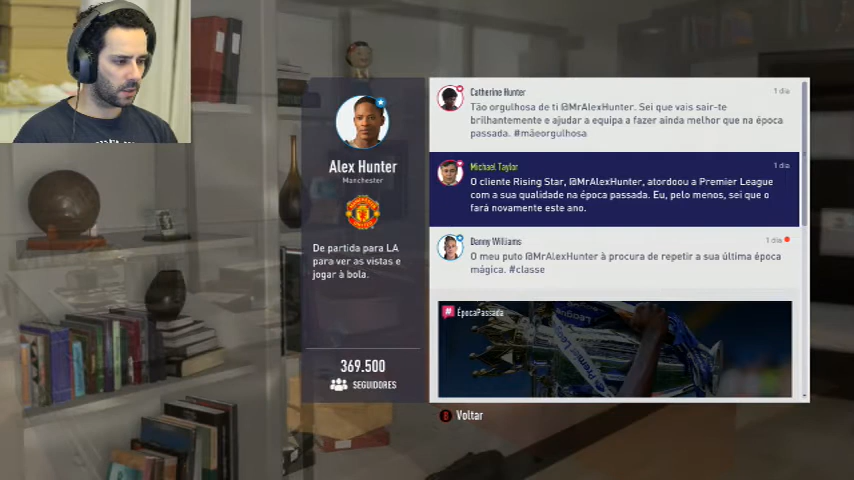 Alex Hunter
Manchester
De partida para LA
para ver as vistas e
jogar à bola.
369.500
SEGUIDORES
Catherine Hunter
1 dia
Tão orgulhosa de ti @MrAlexHunter. Sei que vais sair-te
brilhantemente e ajudar a equipa a fazer ainda melhor que na época
passada. #mãeorgulhosa
Michael Taylor
1 dia
O cliente Rising Star, @MrAlexHunter, atordoou a Premier League
com a sua qualidade na época passada. Eu, pelo menos, sei que o
fará novamente este ano.
Danny Williams
1 dia
O meu puto @MrAlexHunter à procura de repetir a sua última época
mágica. #classe
# ÉpocaPassada
B Voltar